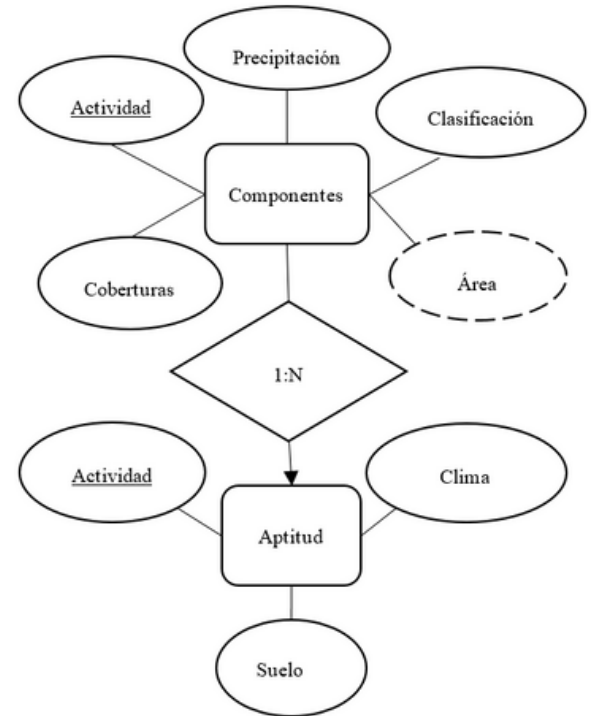 Precipitación
Actividad
Clasificación
Componentes
Coberturas
Área
1:N
Actividad
Clima
Aptitud
Suelo